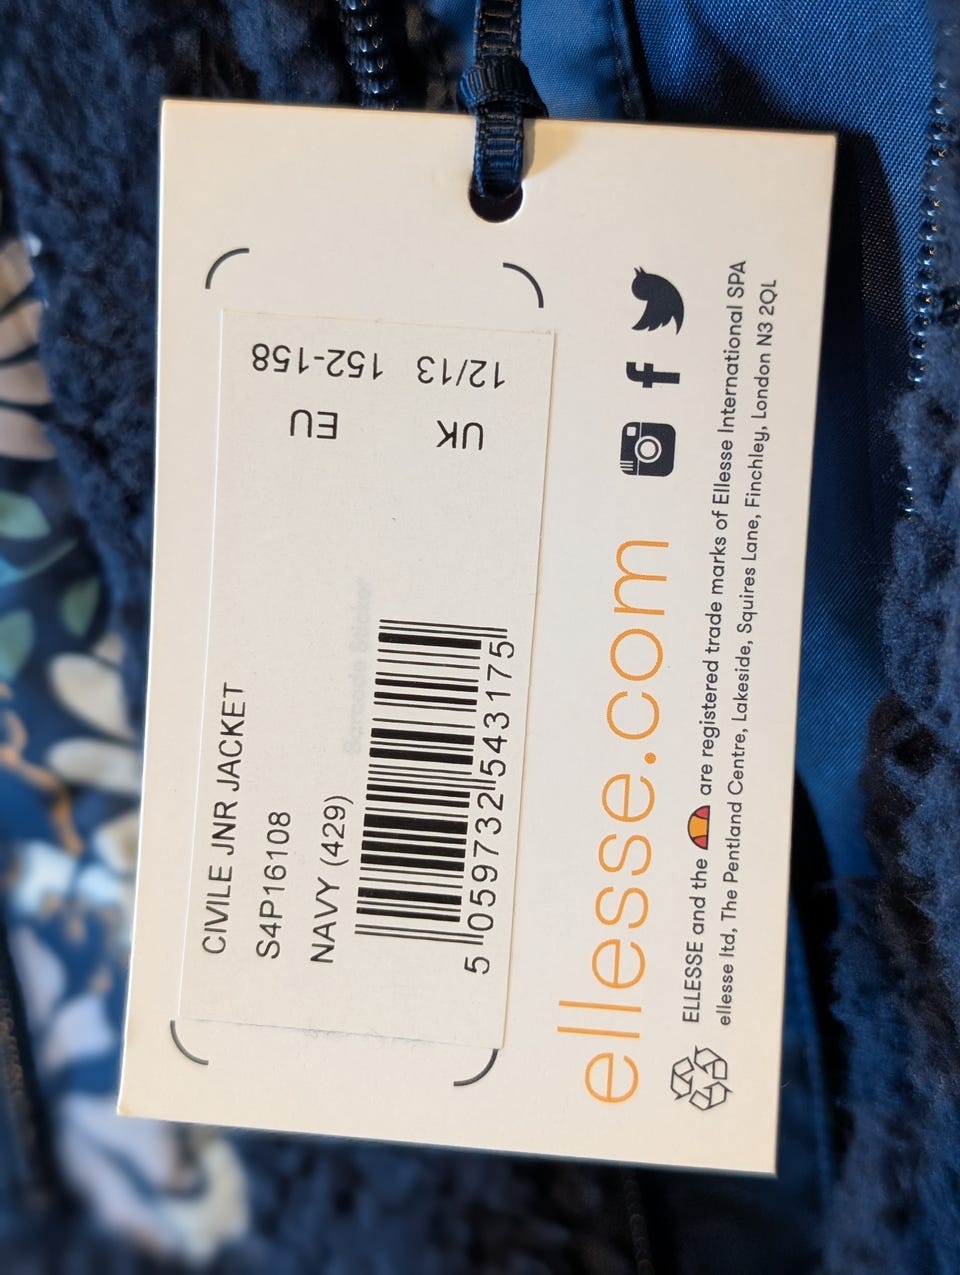 CIVILE JNR JACKET
S4P16108
NAVY (429)
5 059732 543175
UK EU
12/13 152-158
Barcode Sticker
ellesse.com
ELLESSE and the are registered trade marks of Ellesse International SPA
ellesse ltd, The Pentland Centre, Lakeside, Squires Lane, Finchley, London N3 2QL